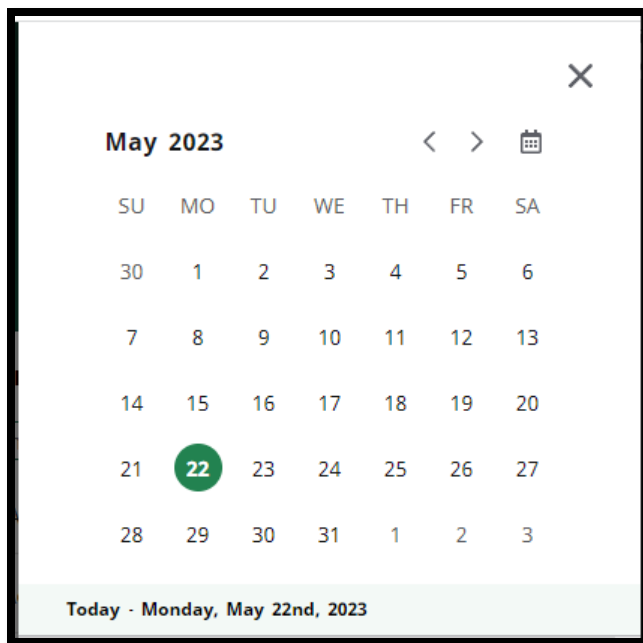 May 2023
SU MO TU WE TH FR SA
30 1 2 3 4 5 6
7 8 9 10 11 12 13
14 15 16 17 18 19 20
21 22 23 24 25 26 27
28 29 30 31 1 2 3
Today - Monday, May 22nd, 2023